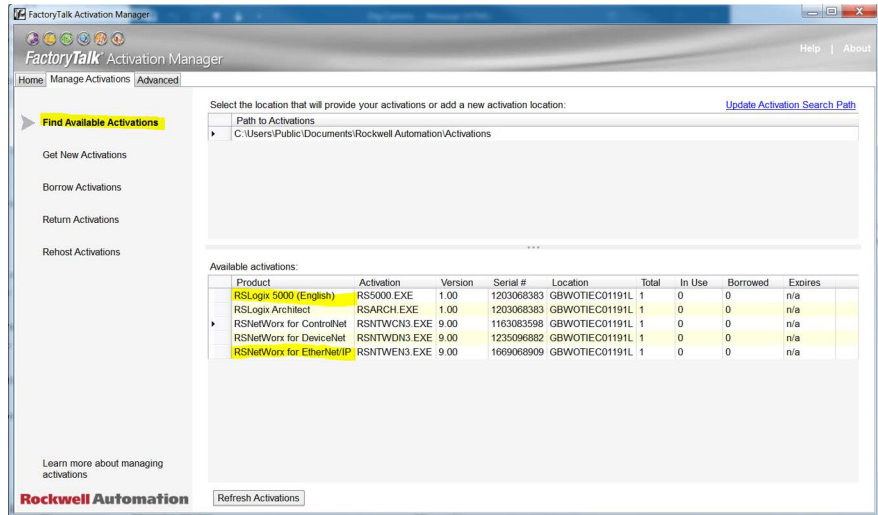 FactoryTalk Activation Manager
FactoryTalk Activation Manager
Help | About
Home Manage Activations Advanced
Find Available Activations
Get New Activations
Borrow Activations
Return Activations
Rehost Activations
Learn more about managing
activations
Rockwell Automation
Select the location that will provide your activations or add a new activation location: Update Activation Search Path
Path to Activations
C:\Users\Public\Documents\Rockwell Automation\Activations
Available activations:
Product Activation Version Serial # Location Total In Use Borrowed Expires
RSLogix 5000 (English) RS5000.EXE 1.00 1203068383 GBWOTIEC01191L 1 0 0 n/a
RSLogix Architect RSARCH.EXE 1.00 1203068383 GBWOTIEC01191L 1 0 0 n/a
RSNetWorx for ControlNet RSNTWCN3.EXE 9.00 1163083598 GBWOTIEC01191L 1 0 0 n/a
RSNetWorx for DeviceNet RSNTWDN3.EXE 9.00 1235096882 GBWOTIEC01191L 1 0 0 n/a
RSNetWorx for EtherNet/IP RSNTWEN3.EXE 9.00 1669068909 GBWOTIEC01191L 1 0 0 n/a
Refresh Activations